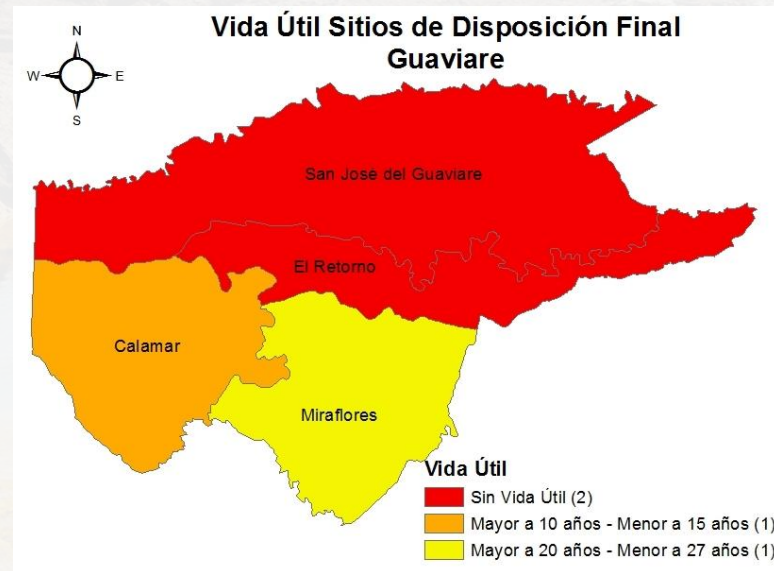 Vida Útil Sitios de Disposición Final
Guaviare
N
W
E
S
San José del Guaviare
El Retorno
Calamar
Miraflores
Vida Útil
Sin Vida Útil (2)
Mayor a 10 años - Menor a 15 años (1)
Mayor a 20 años - Menor a 27 años (1)